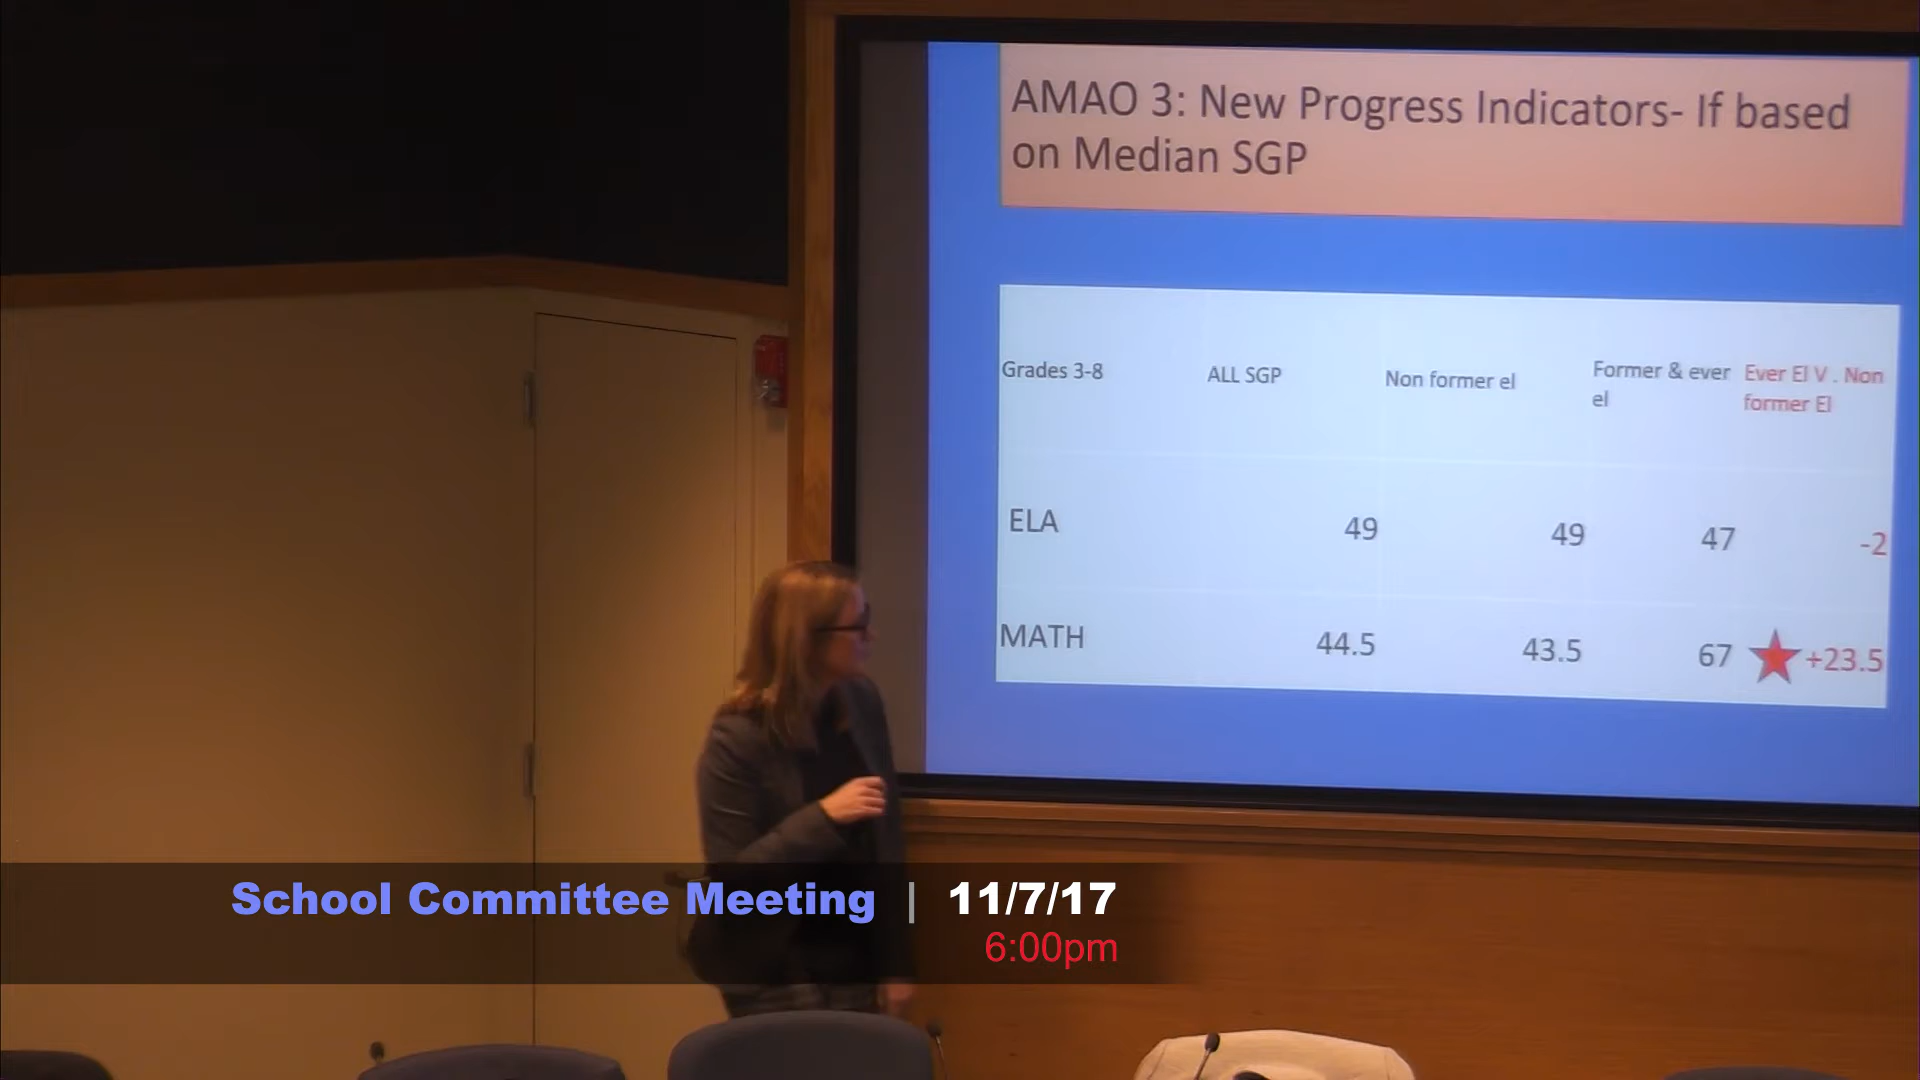 AMAO 3: New Progress Indicators- If based
on Median SGP
Grades 3-8 ALL SGP Non former el Former & ever el Ever El V . Non former El
ELA 49 49 47 -2
MATH 44.5 43.5 67 +23.5
School Committee Meeting | 11/7/17
6:00pm